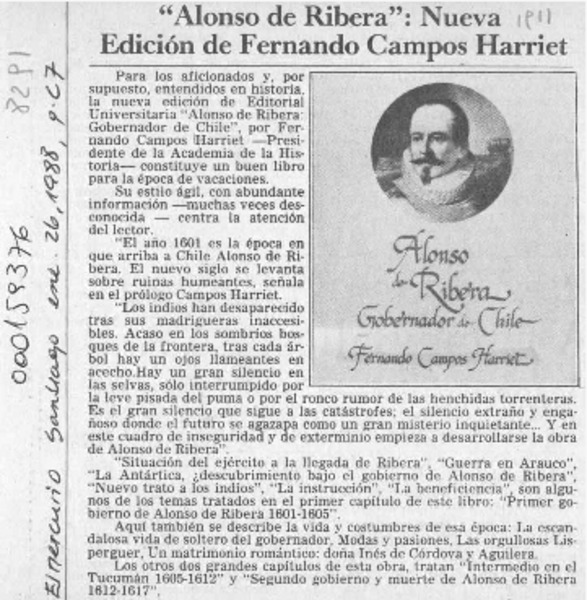 "Alonso de Ribera": Nueva
Edición de Fernando Campos Harriet
1911
Para los aficionados y, por
supuesto, entendidos en historia,
la nueva edición de Editorial
Universitaria "Alonso de Ribera:
Gobernador de Chile", por Fer-
nando Campos Harriet —Presi-
dente de la Academia de la His-
toria— constituye un buen libro
para la época de vacaciones.
Su estilo ágil, con abundante
información —muchas veces des-
conocida — centra la atención
del lector.
"El año 1601 es la época en
que arriba a Chile Alonso de Ri-
bera. El nuevo siglo se levanta
sobre ruinas humeantes, señala
en el prólogo Campos Harriet.
"Los indios han desaparecido
tras sus madrigueras inaccesi-
bles. Acaso en los sombríos bos-
ques de la frontera, tras cada ár-
bol hay un ojos llameantes en
acecho.Hay un gran silencio en
las selvas, sólo interrumpido por
la leve pisada del puma o por el ronco rumor de las henchidas torrenteras.
Es el gran silencio que sigue a las catástrofes; el silencio extraño y enga-
ñoso donde el futuro se agazapa como un gran misterio inquietante... Y en
este cuadro de inseguridad y de exterminio empieza a desarrollarse la obra
de Alonso de Ribera".
"Situación del ejército a la llegada de Ribera", "Guerra en Arauco",
"La Antártica, ¿descubrimiento bajo el gobierno de Alonso de Ribera",
"Nuevo trato a los indios", "La instrucción", "La beneficiencia", son algu-
nos de los temas tratados en el primer capítulo de este libro: "Primer go-
bierno de Alonso de Ribera 1601-1605".
Aquí también se describe la vida y costumbres de esa época: La escan-
dalosa vida de soltero del gobernador, Modas y pasiones, Las orgullosas Lis-
perguer, Un matrimonio romántico: doña Inés de Córdova y Aguilera.
Los otros dos grandes capítulos de esta obra, tratan "Intermedio en el
Tucumán 1605-1612" y "Segundo gobierno y muerte de Alonso de Ribera
1612-1617".
Alonso
de Ribera
Gobernador de Chile
Fernando Campos Harriet
8291
000159376
El mercurio Santiago ene. 26, 1988, p. C7